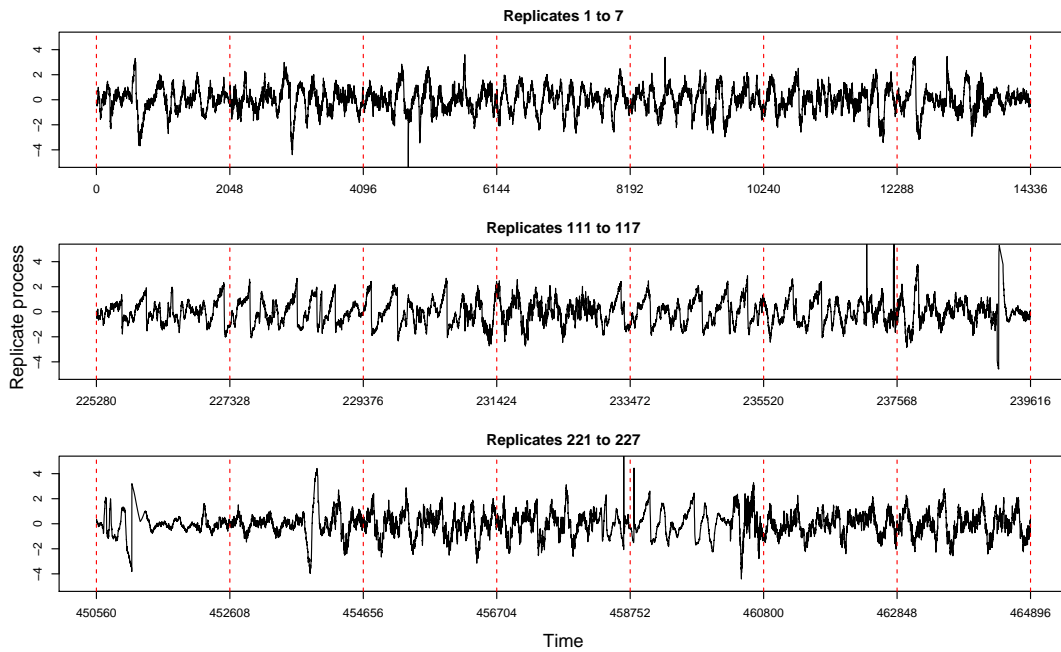 Replicates 1 to 7
4
2
0
-2
-4
0 2048 4096 6144 8192 10240 12288 14336
Replicates 111 to 117
4
2
0
-2
-4
225280 227328 229376 231424 233472 235520 237568 239616
Replicate process
Replicates 221 to 227
4
2
0
-2
-4
450560 452608 454656 456704 458752 460800 462848 464896
Time